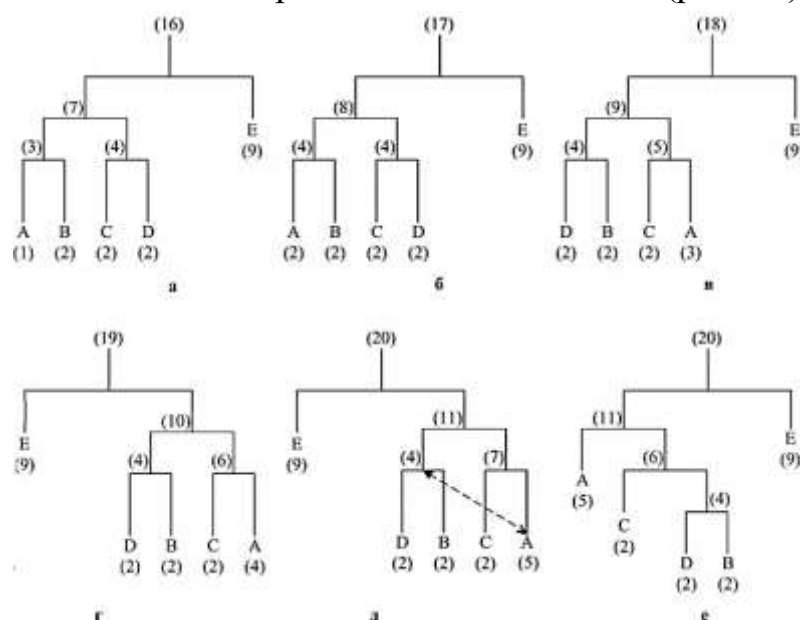 (16) (17) (18)
(7) (8) (9)
E E E
(3) (4) (9) (4) (4) (9) (4) (5) (9
A B C D A B C D D B C A
(1) (2) (2) (2) (2) (2) (2) (2) (2) (2) (2) (3)
а б в
(19) (20) (20)
(10) (11) (11)
E E E
(9) (4) (6) (9) (4) (7) A (6) (9)
(5)
C (4)
(2)
D B C A D B C A D B
(2) (2) (2) (4) (2) (2) (2) (5) (2) (2)
г д е